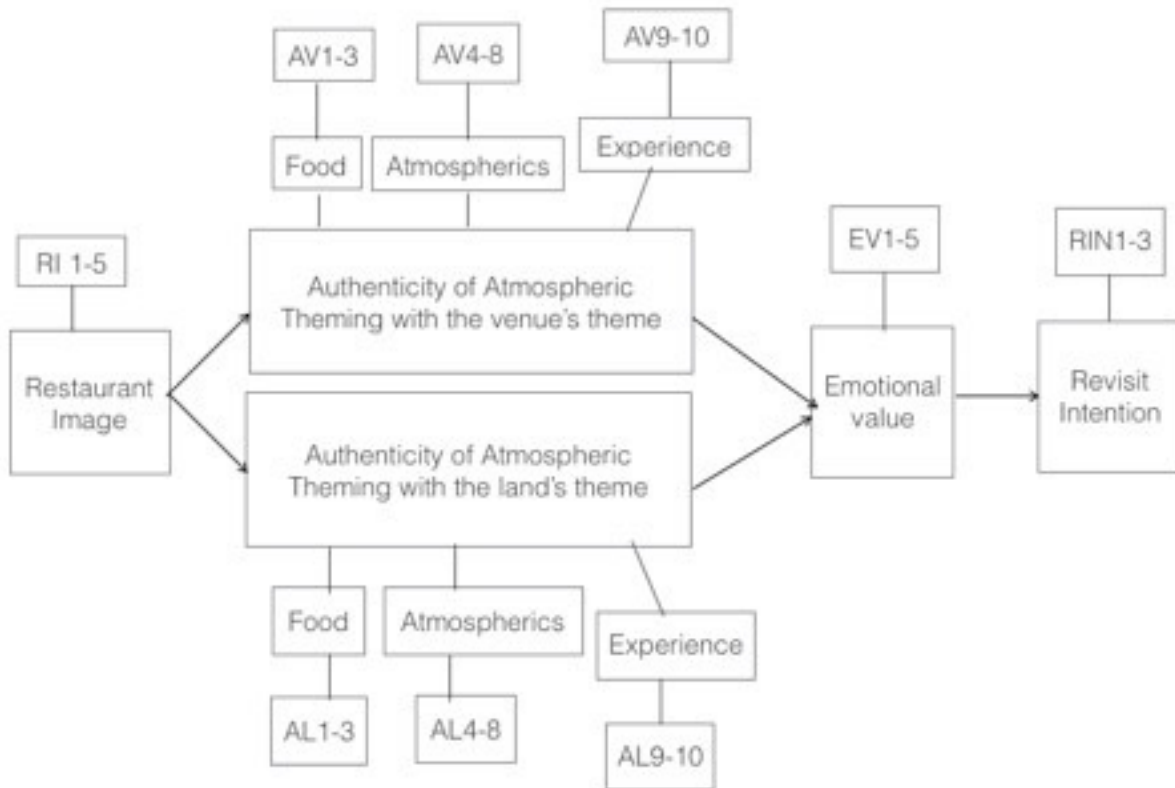 AV1-3
AV4-8
AV9-10
Food
Atmospherics
Experience
RI 1-5
EV1-5
RIN1-3
Authenticity of Atmospheric
Theming with the venue's theme
Restaurant
Image
Emotional
value
Revisit
Intention
Authenticity of Atmospheric
Theming with the land's theme
Food
Atmospherics
Experience
AL1-3
AL4-8
AL9-10